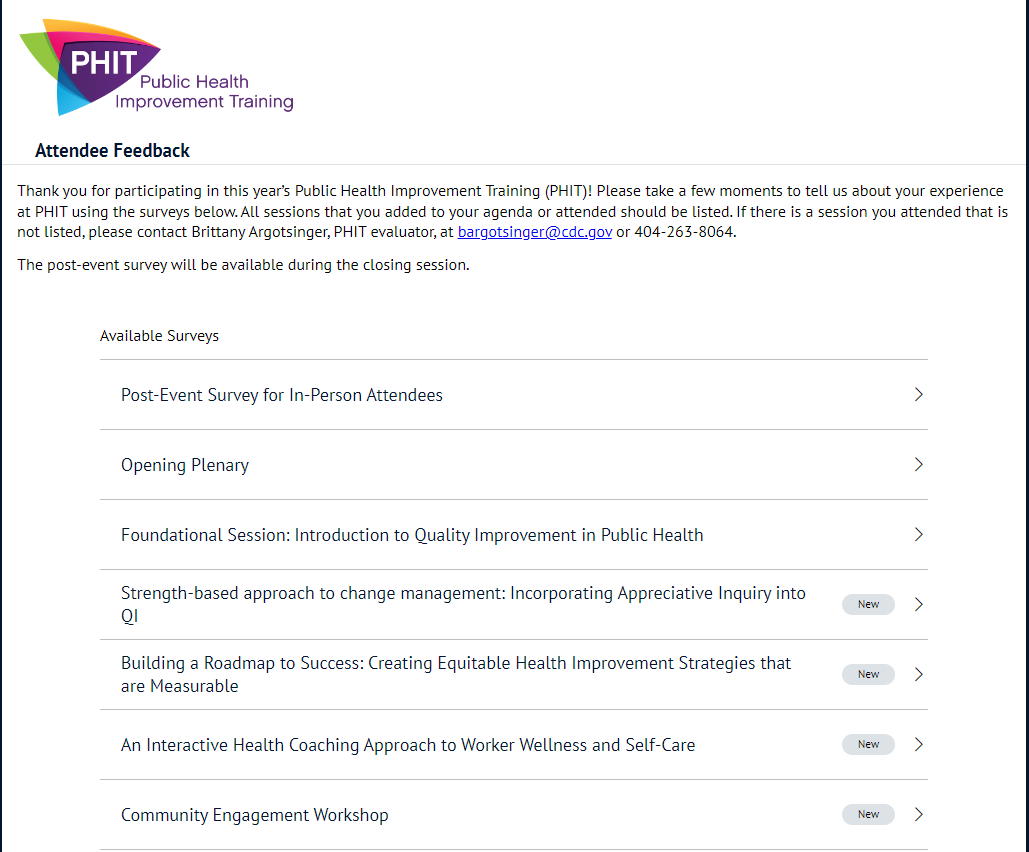 PHIT
Public Health
Improvement Training
Attendee Feedback
Thank you for participating in this year's Public Health Improvement Training (PHIT)! Please take a few moments to tell us about your experience
at PHIT using the surveys below. All sessions that you added to your agenda or attended should be listed. If there is a session you attended that is
not listed, please contact Brittany Argotsinger, PHIT evaluator, at bargotsinger@cdc.gov or 404-263-8064.
The post-event survey will be available during the closing session.
Available Surveys
Post-Event Survey for In-Person Attendees
Opening Plenary
Foundational Session: Introduction to Quality Improvement in Public Health
Strength-based approach to change management: Incorporating Appreciative Inquiry into
QI
New
Building a Roadmap to Success: Creating Equitable Health Improvement Strategies that
are Measurable
New
An Interactive Health Coaching Approach to Worker Wellness and Self-Care
New
Community Engagement Workshop
New